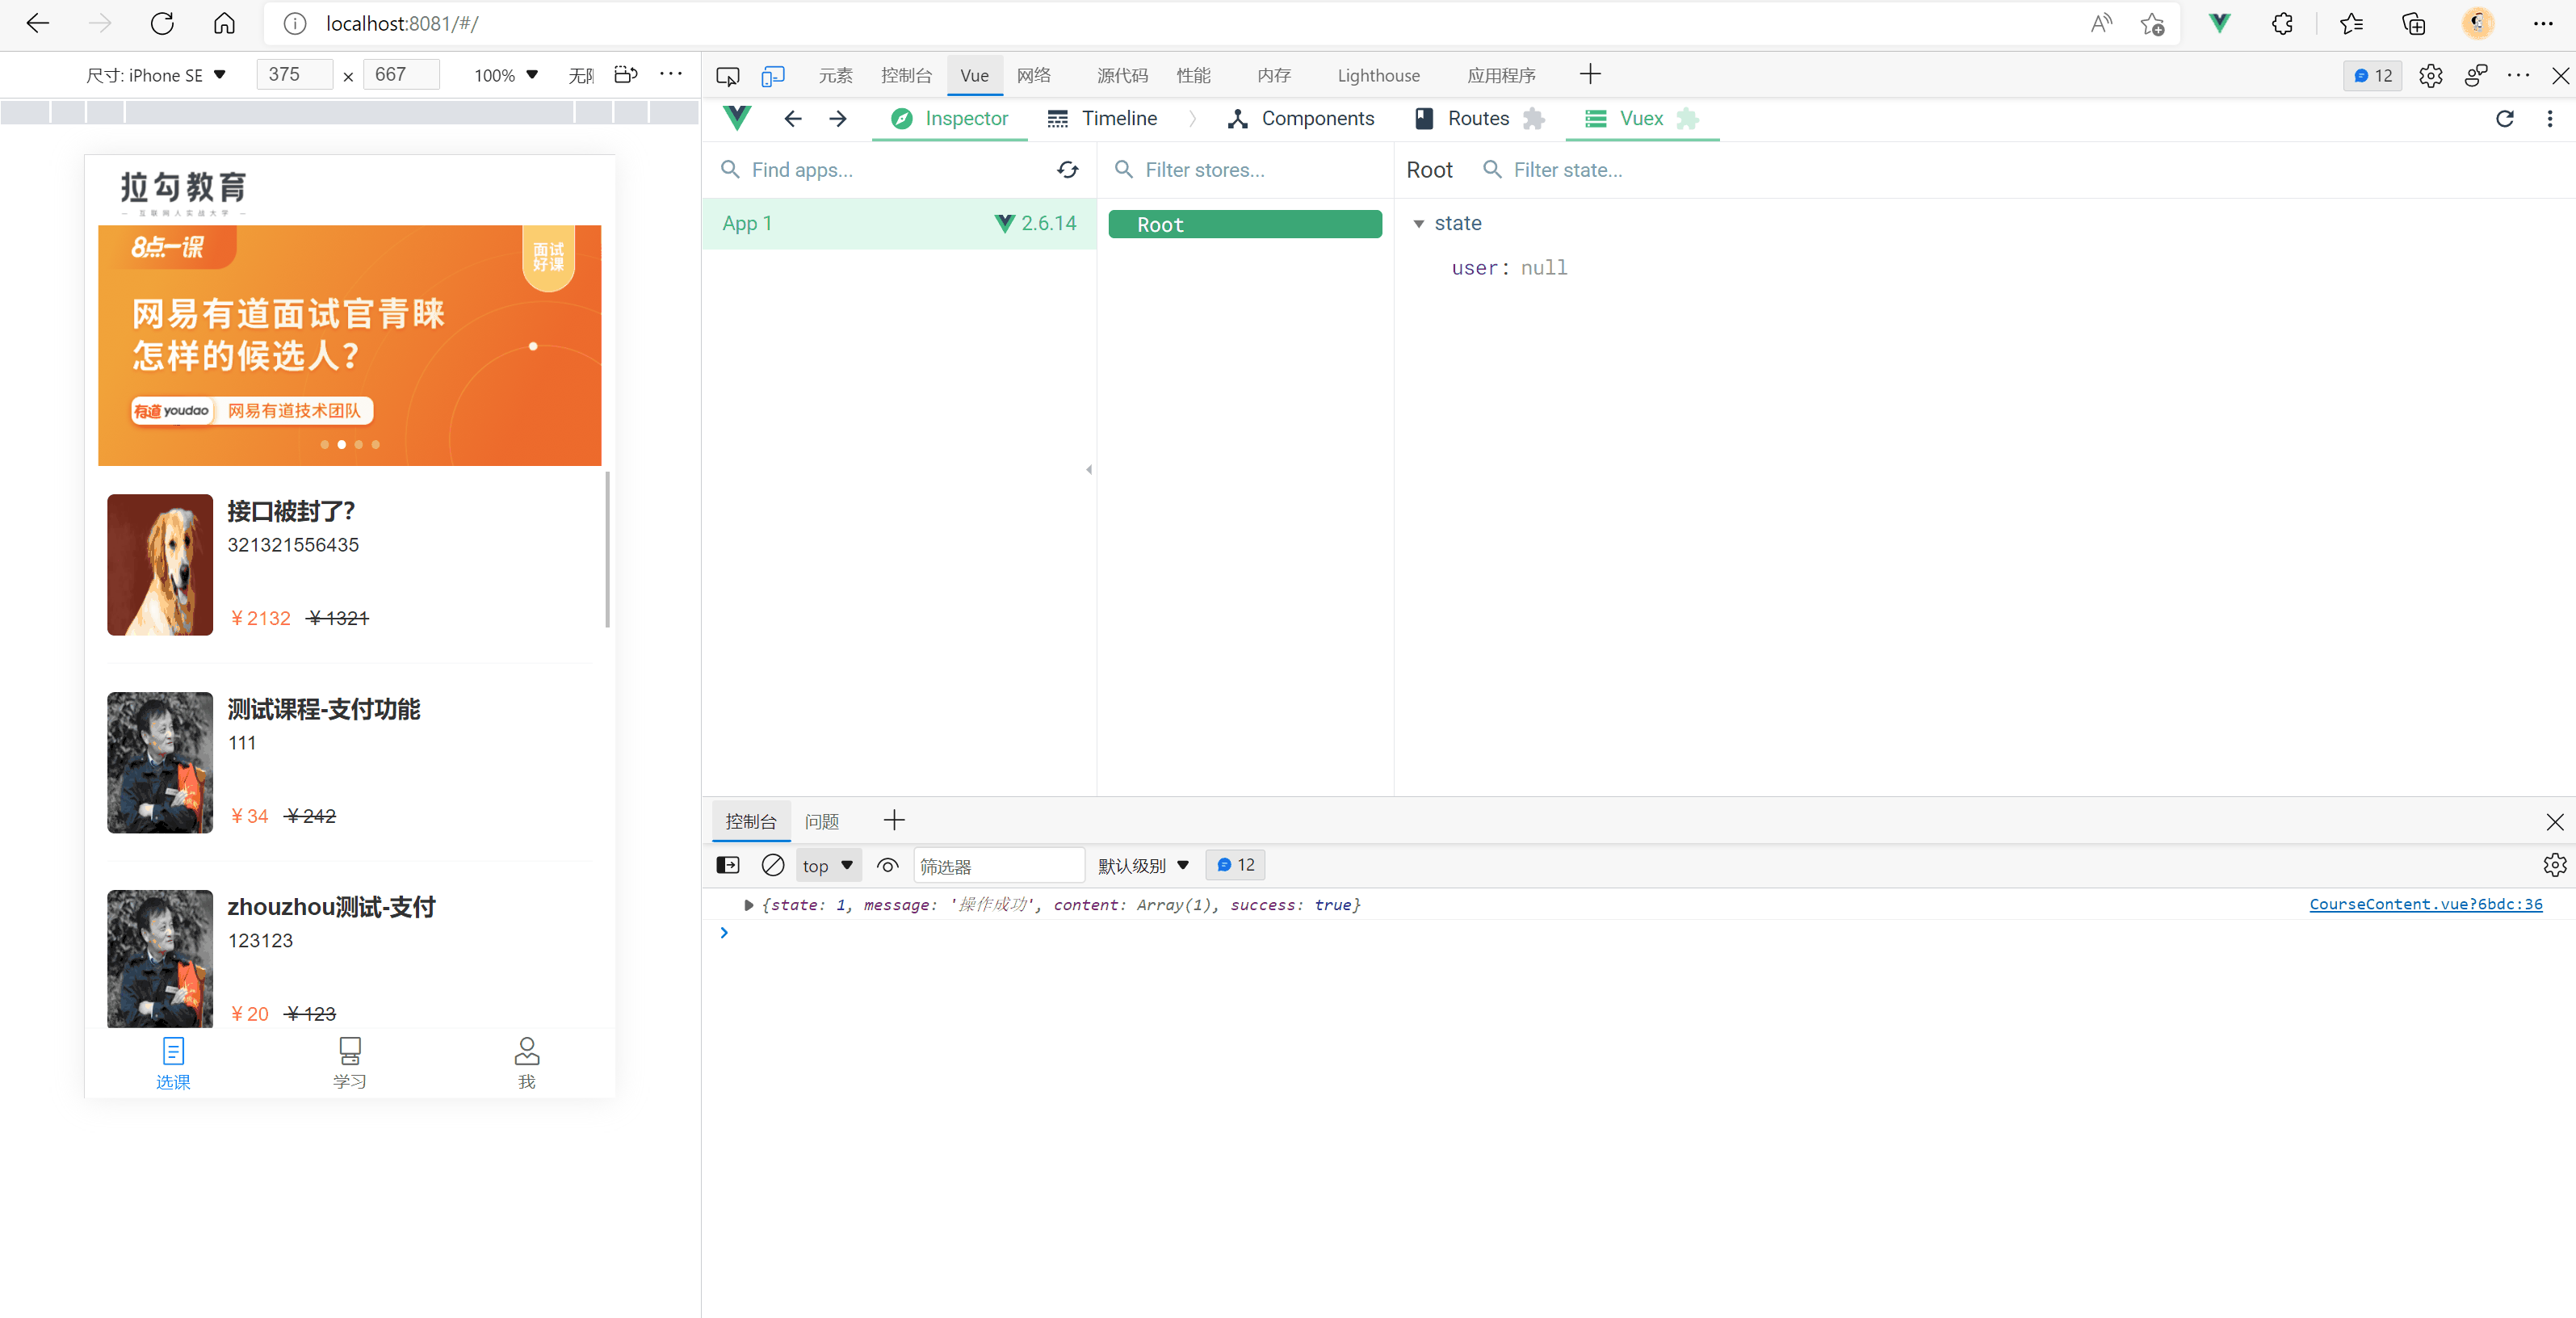 localhost:8081/#/
尺寸: iPhone SE
375 × 667
100%
无
元素 控制台 Vue 网络 源代码 性能 内存 Lighthouse 应用程序
12
Inspector Timeline Components Routes Vuex
Find apps...
Filter stores...
Root Filter state...
App 1 2.6.14
Root
state
user: null
拉勾教育
— 互联网人实战大学 —
8点一课
面试
好课
网易有道面试官青睐
怎样的候选人?
有道 youdao 网易有道技术团队
接口被封了?
321321556435
¥2132 ¥1321
测试课程-支付功能
111
¥34 ¥242
zhouzhou测试-支付
123123
¥20 ¥123
选课 学习 我
控制台 问题
top 筛选器 默认级别 12
{state: 1, message: '操作成功', content: Array(1), success: true}
CourseContent.vue?6bdc:36